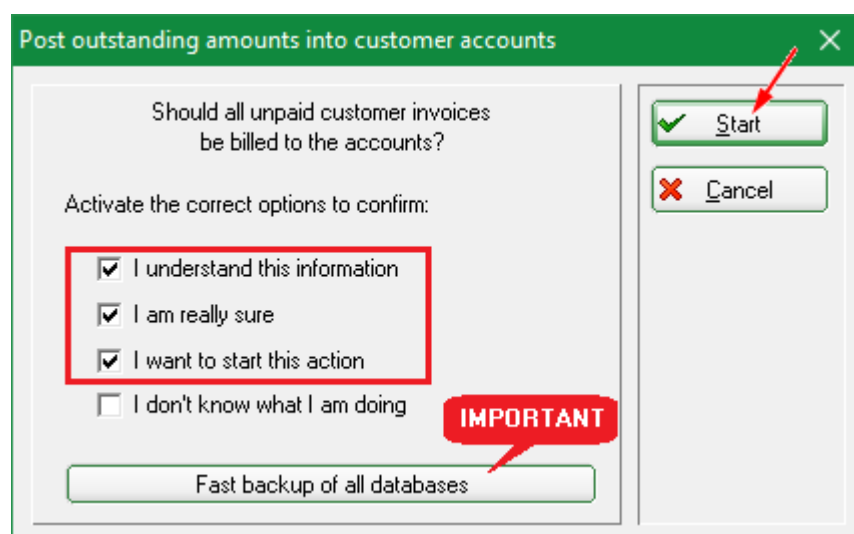 Post outstanding amounts into customer accounts
Should all unpaid customer invoices
be billed to the accounts?
Activate the correct options to confirm:
I understand this information
I am really sure
I want to start this action
I don't know what I am doing
IMPORTANT
Fast backup of all databases
Start
Cancel